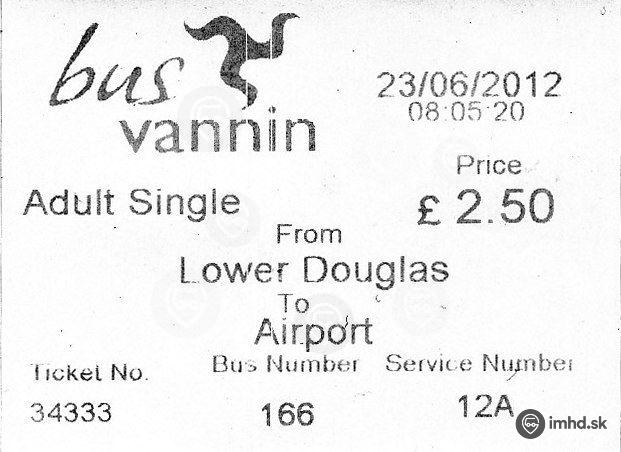 bus
vannin
23/06/2012
08:05:20
Price
Adult Single
£ 2.50
From
Lower Douglas
To
Airport
Ticket No.
Bus Number
Service Number
34333
166
12A
imhd.sk